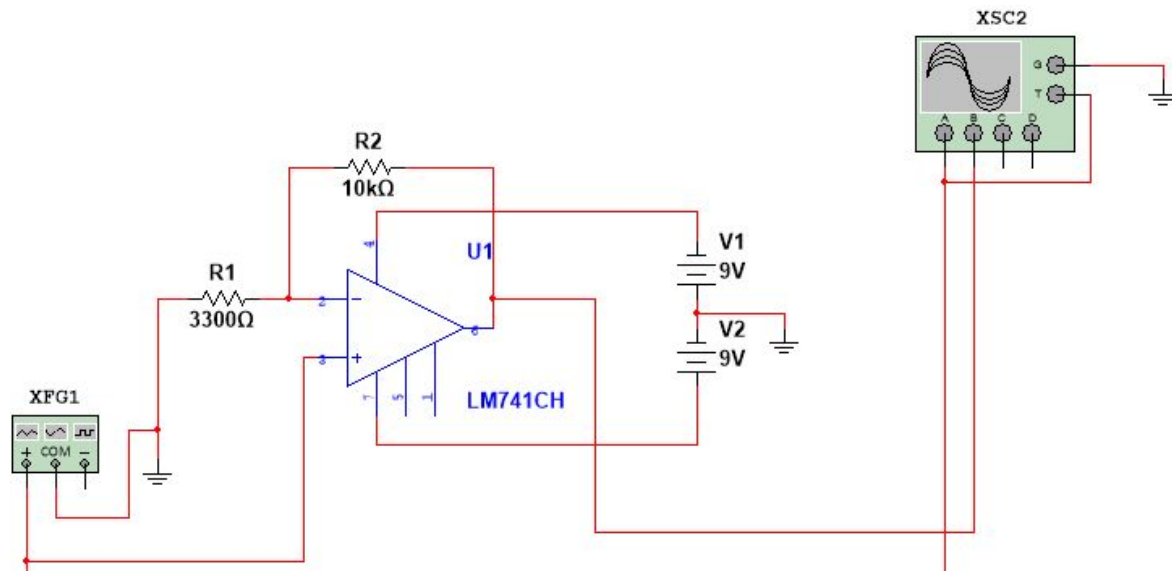 XSC2
G
T
A B C D
R2
10kΩ
4
U1
V1
9V
R1
3300Ω
2
6
V2
9V
3
7 5 1
LM741CH
XFG1
+ COM −